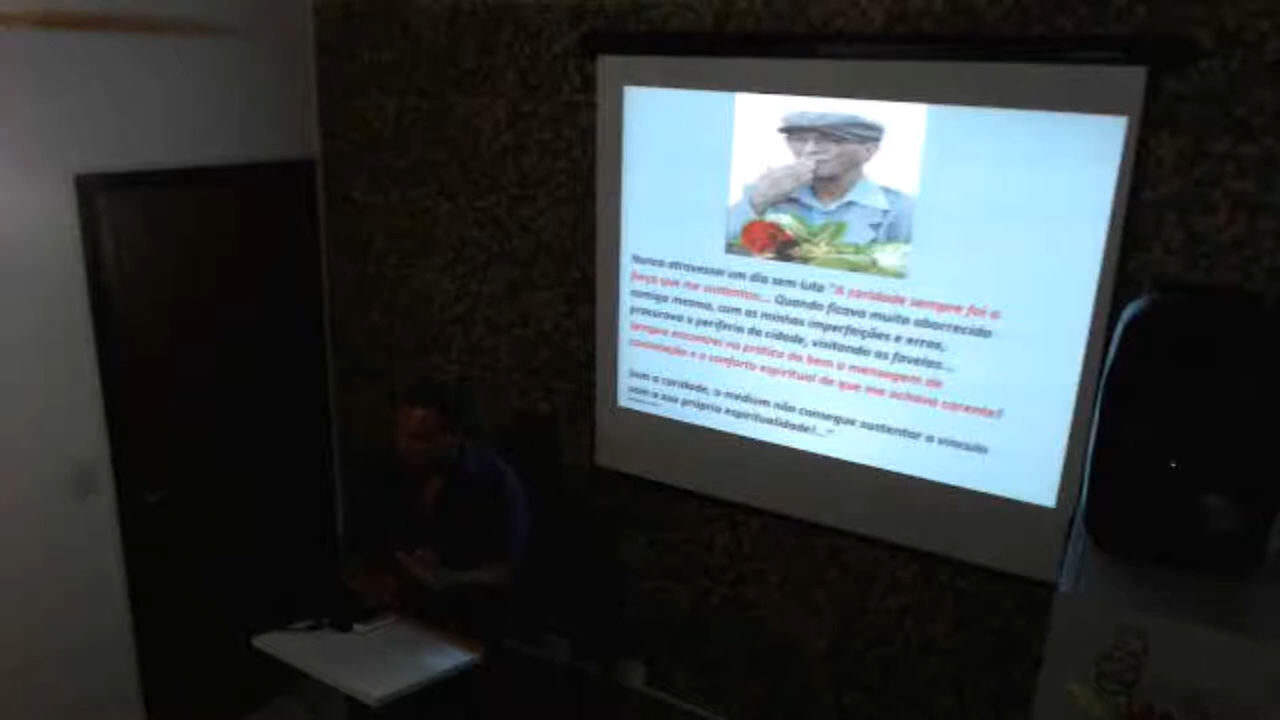 Nunca atravessei um dia sem luta "A caridade sempre foi a
força que me sustentou... Quando ficava muito aborrecido
comigo mesmo, com as minhas imperfeições e erros,
procurava a periferia da cidade, visitando as favelas...
sempre encontrei na prática do bem a mensagem de
consolação e o conforto espiritual de que me achava carente!
Sem a caridade, o médium não consegue sustentar o vínculo
com a sua própria espiritualidade!..."